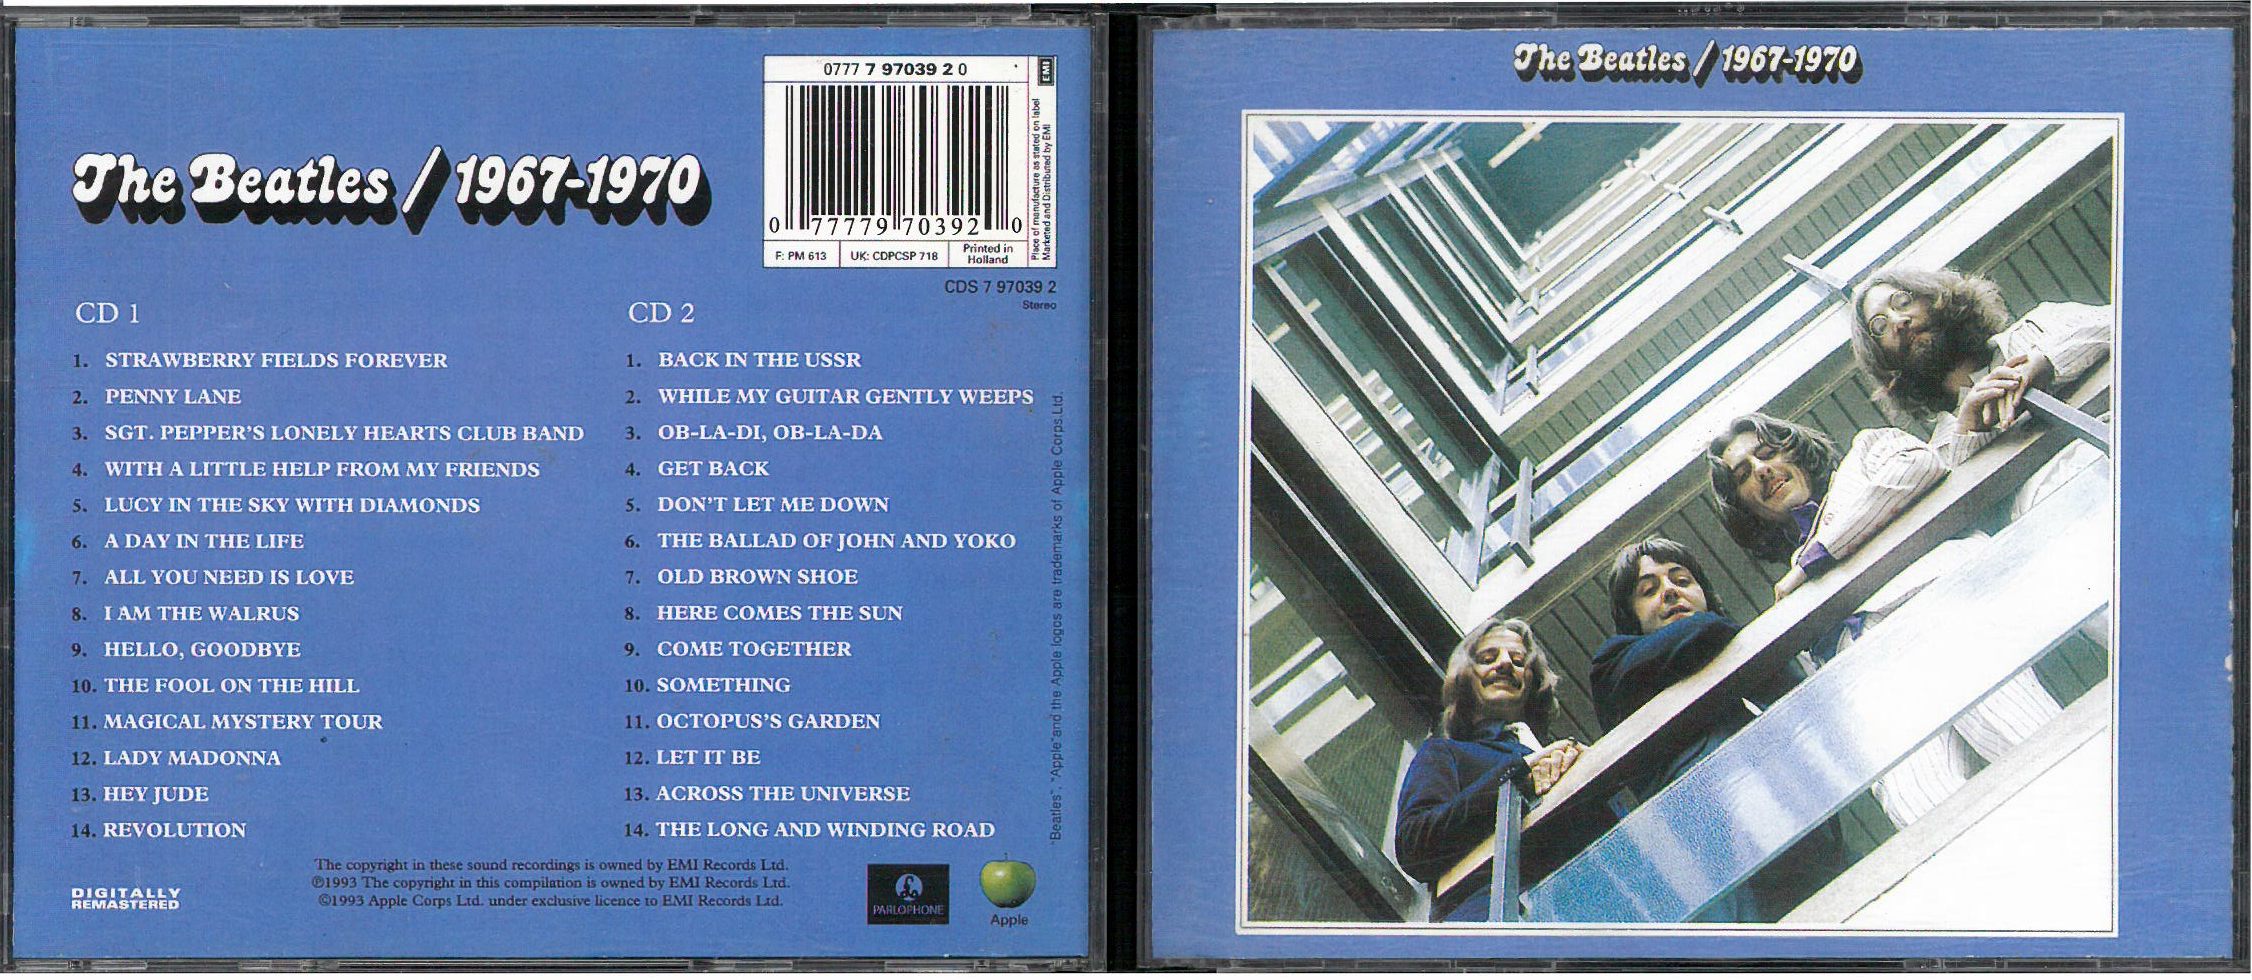 The Beatles / 1967-1970
0777 7 97039 2 0
EMI
0 77779 70392 0
F: PM 613
UK: CDPCSP 718
Printed in
Holland
Place of manufacture as stated on label
Marketed and Distributed by EMI
CDS 7 97039 2
Stereo
CD 1
1. STRAWBERRY FIELDS FOREVER
2. PENNY LANE
3. SGT. PEPPER'S LONELY HEARTS CLUB BAND
4. WITH A LITTLE HELP FROM MY FRIENDS
5. LUCY IN THE SKY WITH DIAMONDS
6. A DAY IN THE LIFE
7. ALL YOU NEED IS LOVE
8. I AM THE WALRUS
9. HELLO, GOODBYE
10. THE FOOL ON THE HILL
11. MAGICAL MYSTERY TOUR
12. LADY MADONNA
13. HEY JUDE
14. REVOLUTION
CD 2
1. BACK IN THE USSR
2. WHILE MY GUITAR GENTLY WEEPS
3. OB-LA-DI, OB-LA-DA
4. GET BACK
5. DON'T LET ME DOWN
6. THE BALLAD OF JOHN AND YOKO
7. OLD BROWN SHOE
8. HERE COMES THE SUN
9. COME TOGETHER
10. SOMETHING
11. OCTOPUS'S GARDEN
12. LET IT BE
13. ACROSS THE UNIVERSE
14. THE LONG AND WINDING ROAD
"Beatles", "Apple" and the Apple logos are trademarks of Apple Corps.Ltd.
DIGITALLY
REMASTERED
The copyright in these sound recordings is owned by EMI Records Ltd.
℗1993 The copyright in this compilation is owned by EMI Records Ltd.
©1993 Apple Corps Ltd. under exclusive licence to EMI Records Ltd.
PARLOPHONE
Apple
The Beatles / 1967-1970